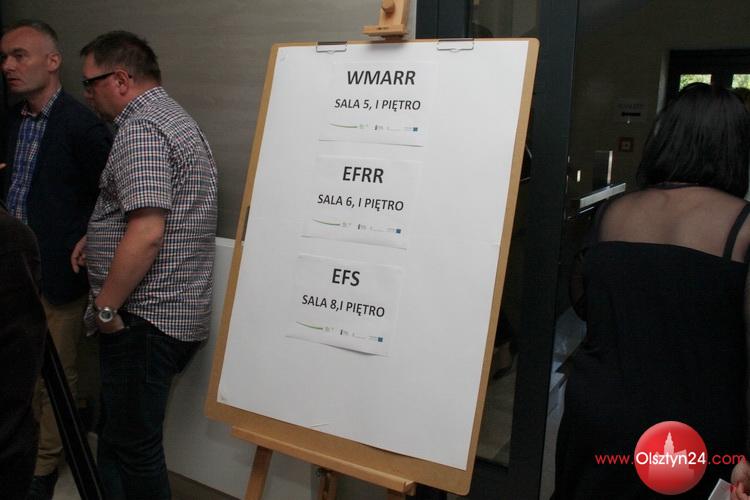 WMARR
SALA 5, I PIĘTRO
EFRR
SALA 6, I PIĘTRO
EFS
SALA 8,I PIĘTRO
www.Olsztyn24.com